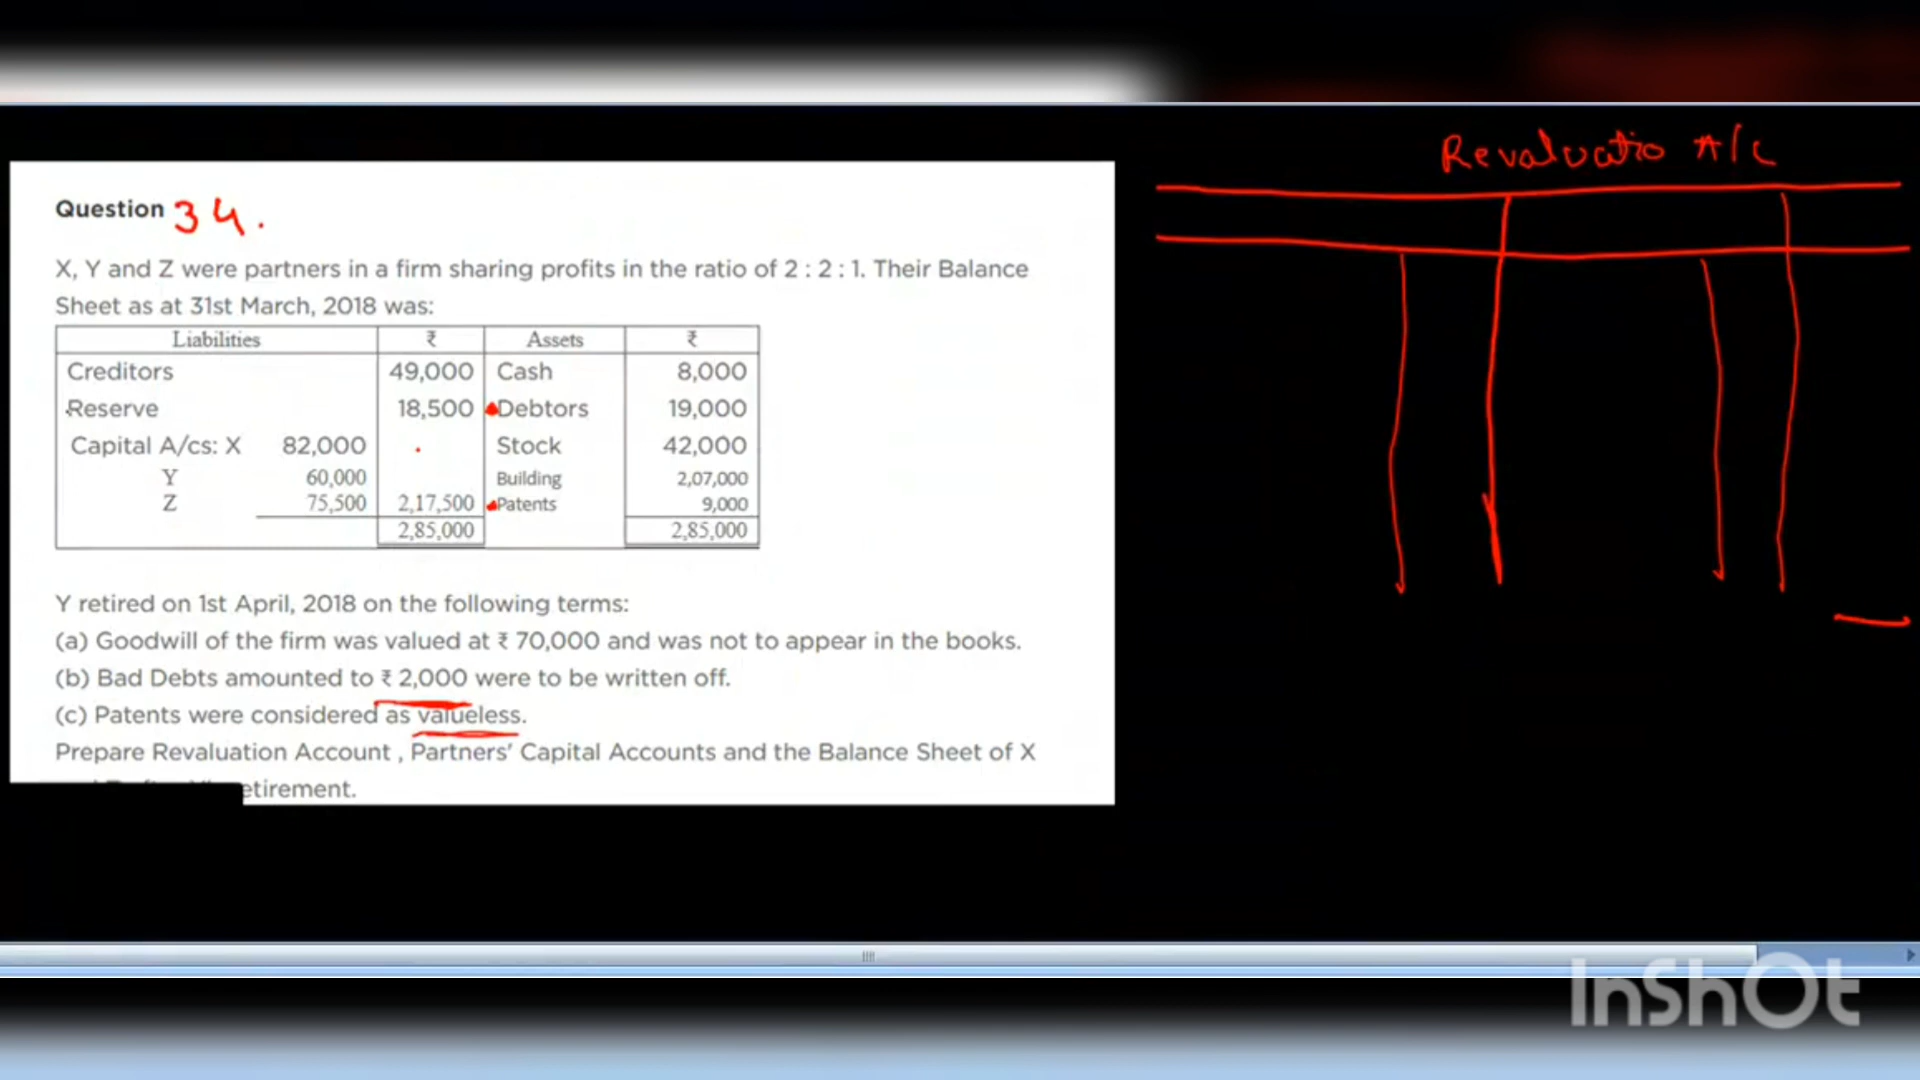 Revaluatio A/c
Question 34.
X, Y and Z were partners in a firm sharing profits in the ratio of 2 : 2 : 1. Their Balance
Sheet as at 31st March, 2018 was:
Liabilities ₹ Assets ₹
Creditors 49,000 Cash 8,000
Reserve 18,500 Debtors 19,000
Capital A/cs: X 82,000 Stock 42,000
Y 60,000 Building 2,07,000
Z 75,500 2,17,500 Patents 9,000
2,85,000 2,85,000
Y retired on 1st April, 2018 on the following terms:
(a) Goodwill of the firm was valued at ₹ 70,000 and was not to appear in the books.
(b) Bad Debts amounted to ₹ 2,000 were to be written off.
(c) Patents were considered as valueless.
Prepare Revaluation Account , Partners' Capital Accounts and the Balance Sheet of X
etirement.
InShOt